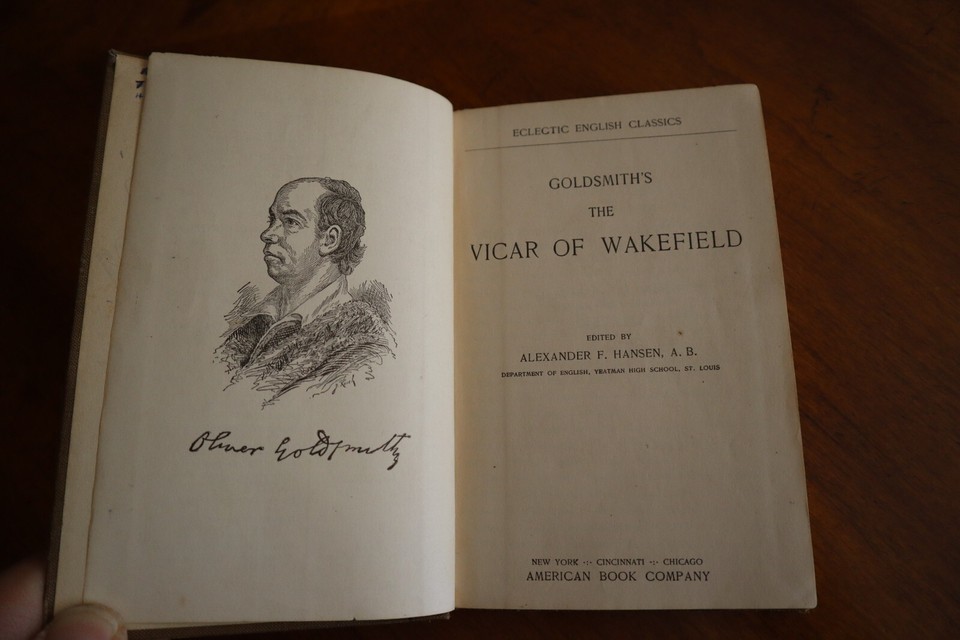 Oliver Goldsmith
ECLECTIC ENGLISH CLASSICS
GOLDSMITH'S
THE
VICAR OF WAKEFIELD
EDITED BY
ALEXANDER F. HANSEN, A. B.
DEPARTMENT OF ENGLISH, YEATMAN HIGH SCHOOL, ST. LOUIS
NEW YORK -:- CINCINNATI -:- CHICAGO
AMERICAN BOOK COMPANY